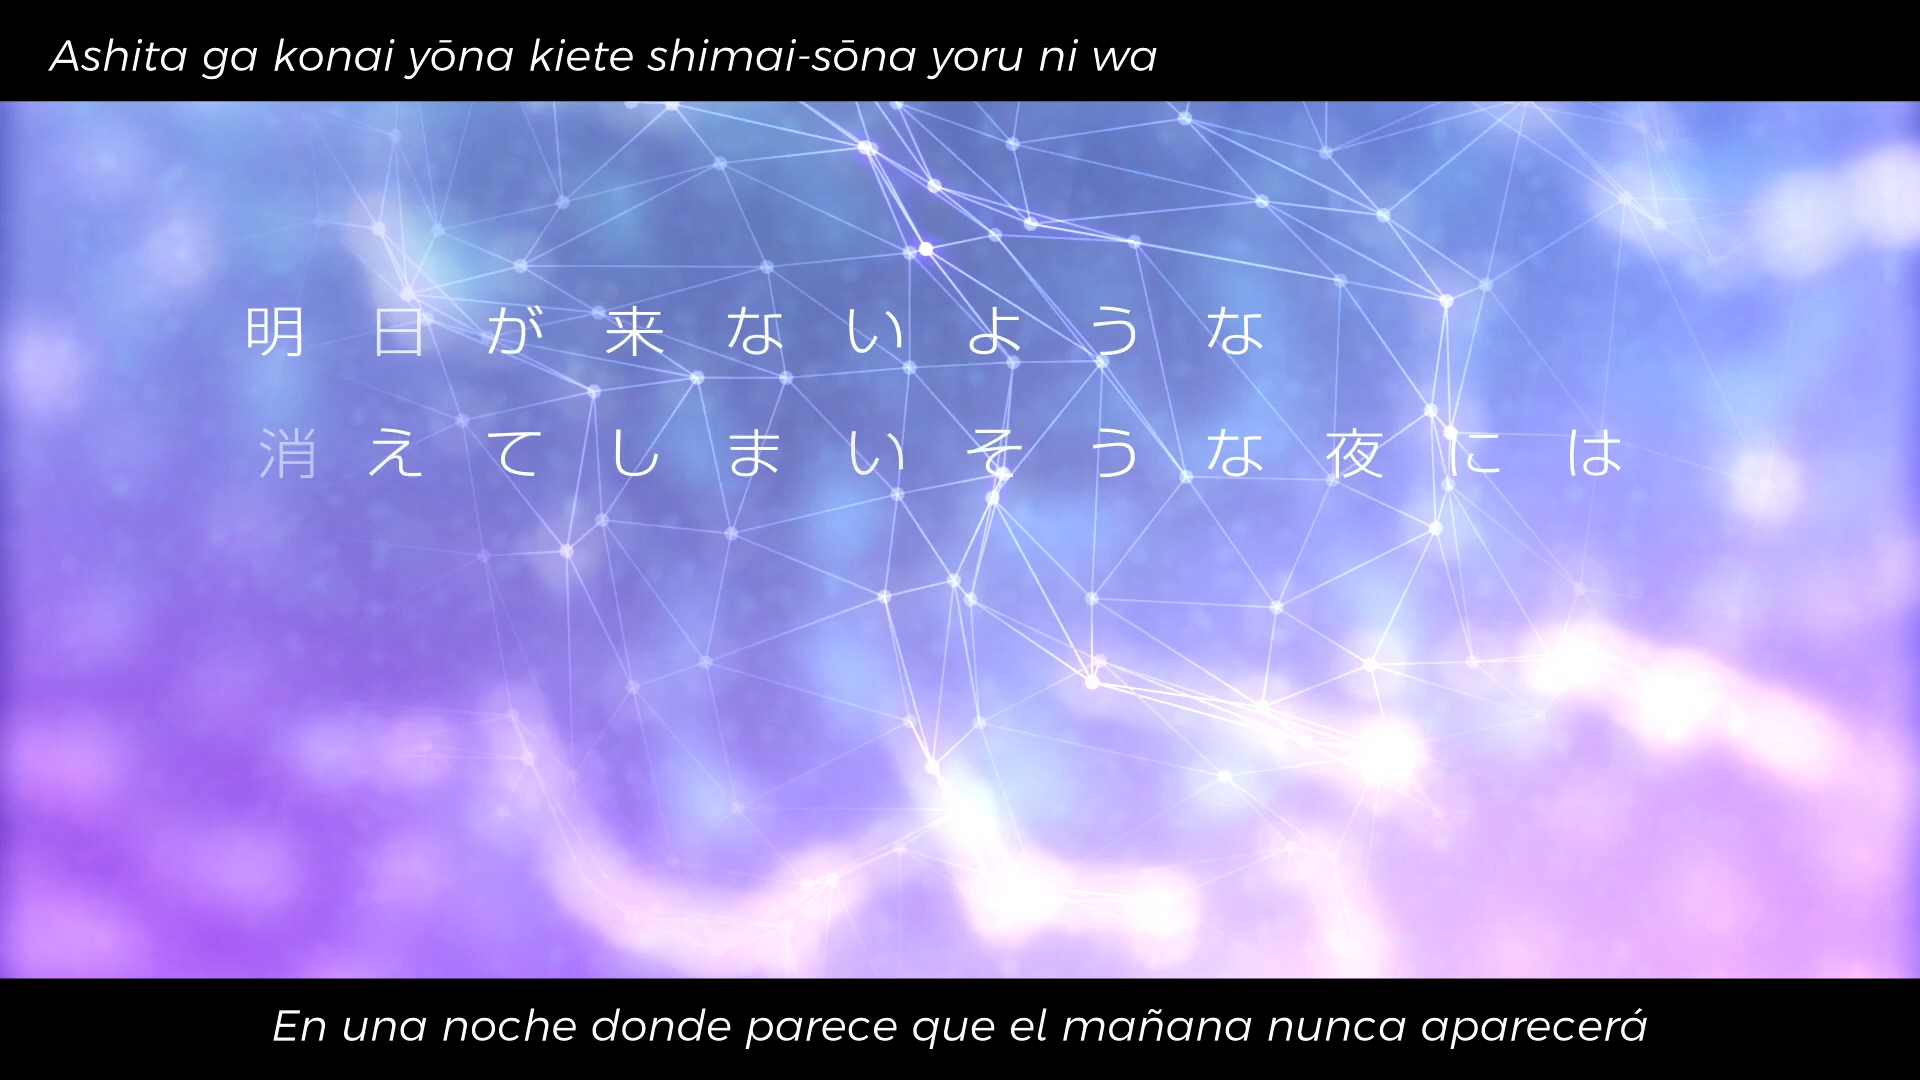 Ashita ga konai yōna kiete shimai-sōna yoru ni wa
明日が来ないような
消えてしまいそうな夜には
En una noche donde parece que el mañana nunca aparecerá